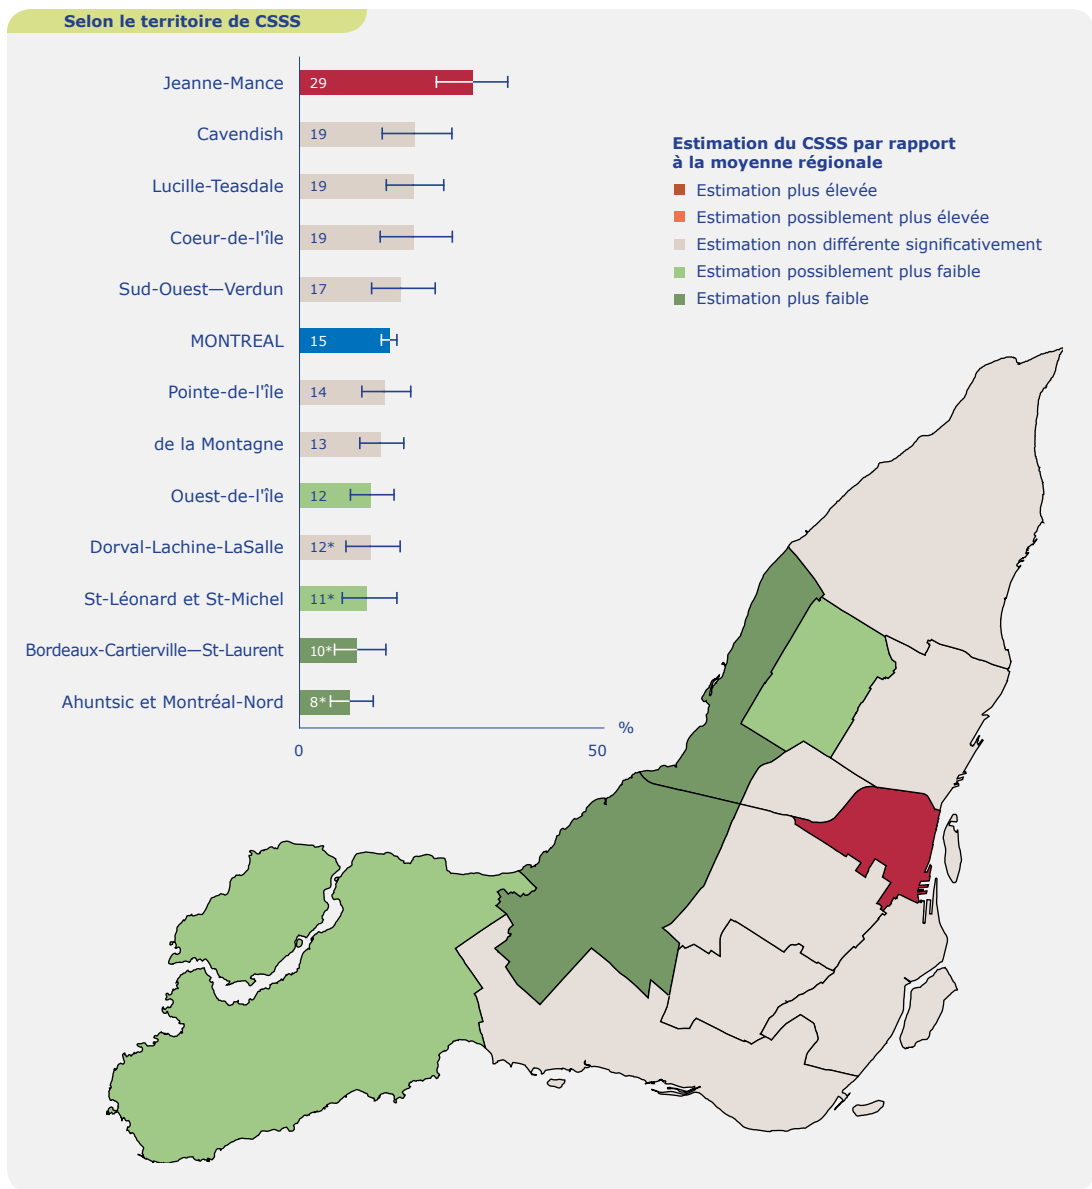 Selon le territoire de CSSS
Jeanne-Mance 29
Cavendish 19
Lucille-Teasdale 19
Coeur-de-l'île 19
Sud-Ouest—Verdun 17
MONTREAL 15
Pointe-de-l'île 14
de la Montagne 13
Ouest-de-l'île 12
Dorval-Lachine-LaSalle 12*
St-Léonard et St-Michel 11*
Bordeaux-Cartierville—St-Laurent 10*
Ahuntsic et Montréal-Nord 8*
%
0 50
Estimation du CSSS par rapport
à la moyenne régionale
Estimation plus élevée
Estimation possiblement plus élevée
Estimation non différente significativement
Estimation possiblement plus faible
Estimation plus faible